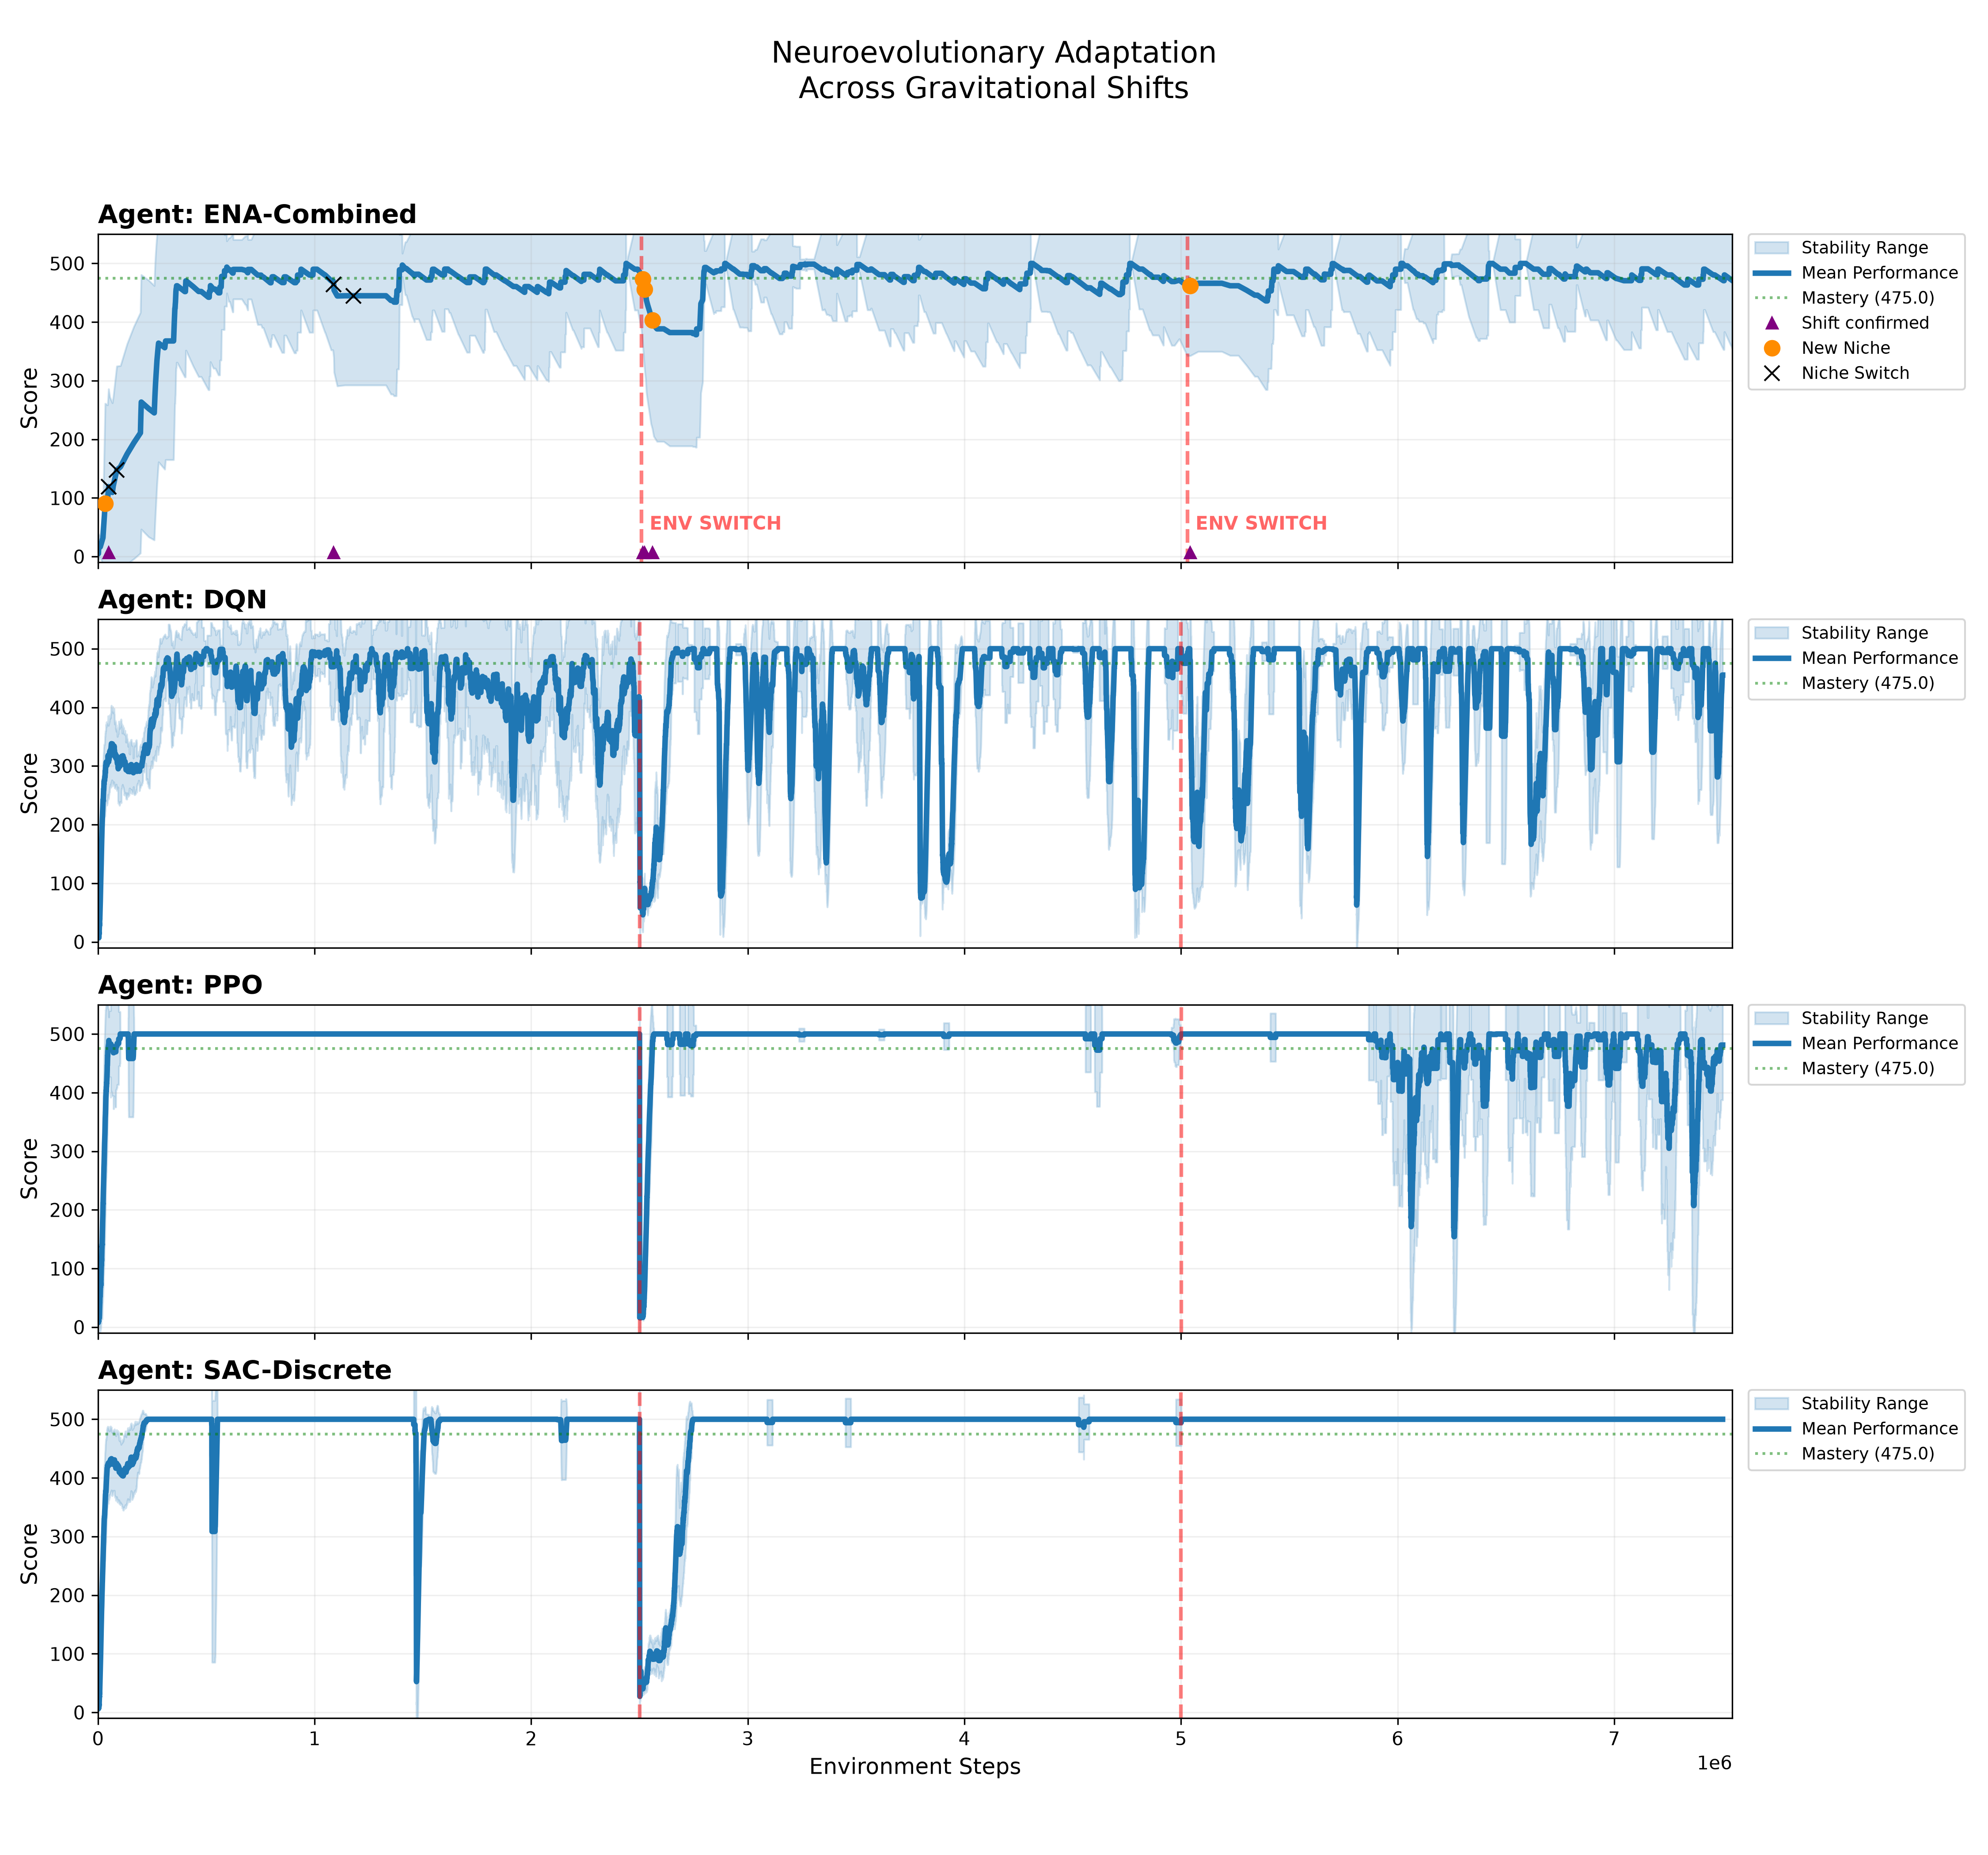 Neuroevolutionary Adaptation
Across Gravitational Shifts
Agent: ENA-Combined
Score
500
400
300
200
100
0
ENV SWITCH
ENV SWITCH
Stability Range
Mean Performance
Mastery (475.0)
Shift confirmed
New Niche
Niche Switch
Agent: DQN
Score
500
400
300
200
100
0
Stability Range
Mean Performance
Mastery (475.0)
Agent: PPO
Score
500
400
300
200
100
0
Stability Range
Mean Performance
Mastery (475.0)
Agent: SAC-Discrete
Score
500
400
300
200
100
0
Stability Range
Mean Performance
Mastery (475.0)
0 1 2 3 4 5 6 7
1e6
Environment Steps